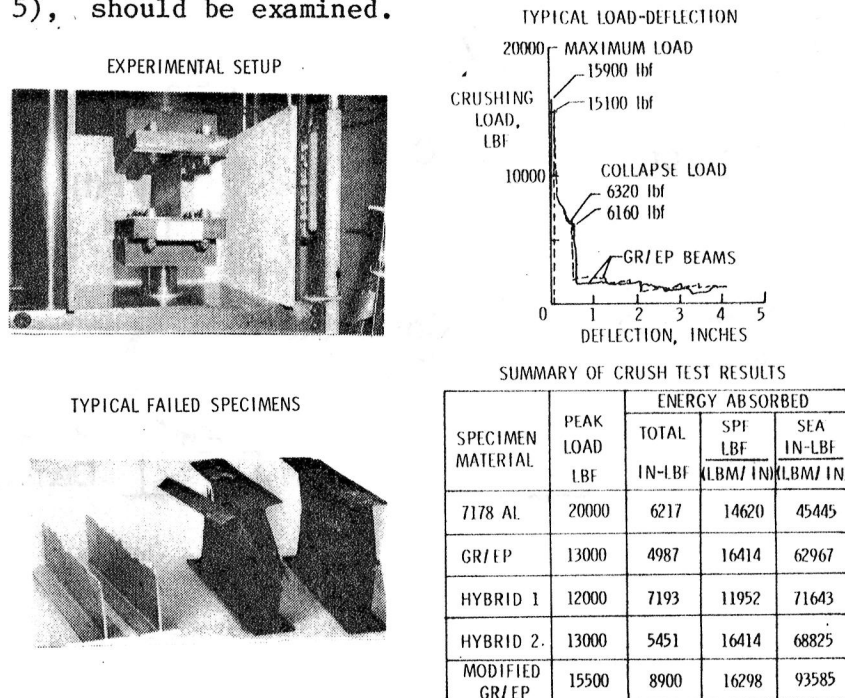 5), should be examined.
EXPERIMENTAL SETUP
TYPICAL FAILED SPECIMENS
TYPICAL LOAD-DEFLECTION
20000 MAXIMUM LOAD
15900 lbf
15100 lbf
CRUSHING
LOAD,
LBF
10000
COLLAPSE LOAD
6320 lbf
6160 lbf
GR/EP BEAMS
0 1 2 3 4 5
DEFLECTION, INCHES
SUMMARY OF CRUSH TEST RESULTS
ENERGY ABSORBED
SPECIMEN MATERIAL PEAK LOAD LBF TOTAL IN-LBF SPF LBF (LBM/IN) SEA IN-LBF (LBM/IN
7178 AL 20000 6217 14620 45445
GR/EP 13000 4987 16414 62967
HYBRID 1 12000 7193 11952 71643
HYBRID 2. 13000 5451 16414 68825
MODIFIED GR/EP 15500 8900 16298 93585